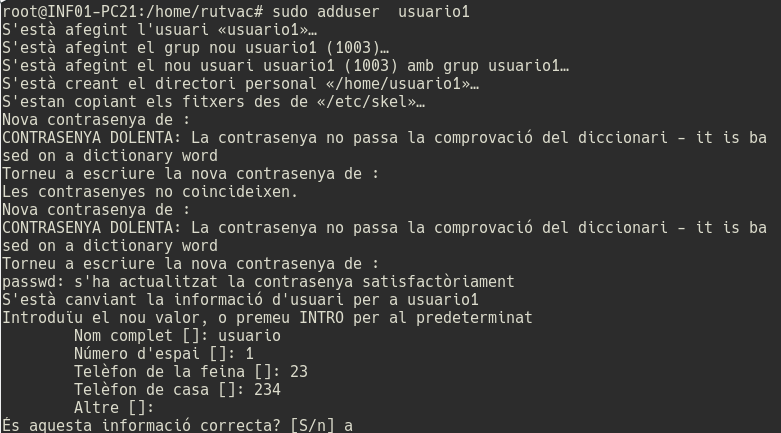 root@INF01-PC21:/home/rutvac# sudo adduser  usuario1
S'està afegint l'usuari «usuario1»…
S'està afegint el grup nou usuario1 (1003)…
S'està afegint el nou usuari usuario1 (1003) amb grup usuario1…
S'està creant el directori personal «/home/usuario1»…
S'estan copiant els fitxers des de «/etc/skel»…
Nova contrasenya de :
CONTRASENYA DOLENTA: La contrasenya no passa la comprovació del diccionari - it is ba
sed on a dictionary word
Torneu a escriure la nova contrasenya de :
Les contrasenyes no coincideixen.
Nova contrasenya de :
CONTRASENYA DOLENTA: La contrasenya no passa la comprovació del diccionari - it is ba
sed on a dictionary word
Torneu a escriure la nova contrasenya de :
passwd: s'ha actualitzat la contrasenya satisfactòriament
S'està canviant la informació d'usuari per a usuario1
Introduïu el nou valor, o premeu INTRO per al predeterminat
        Nom complet []: usuario
        Número d'espai []: 1
        Telèfon de la feina []: 23
        Telèfon de casa []: 234
        Altre []:
És aquesta informació correcta? [S/n] a